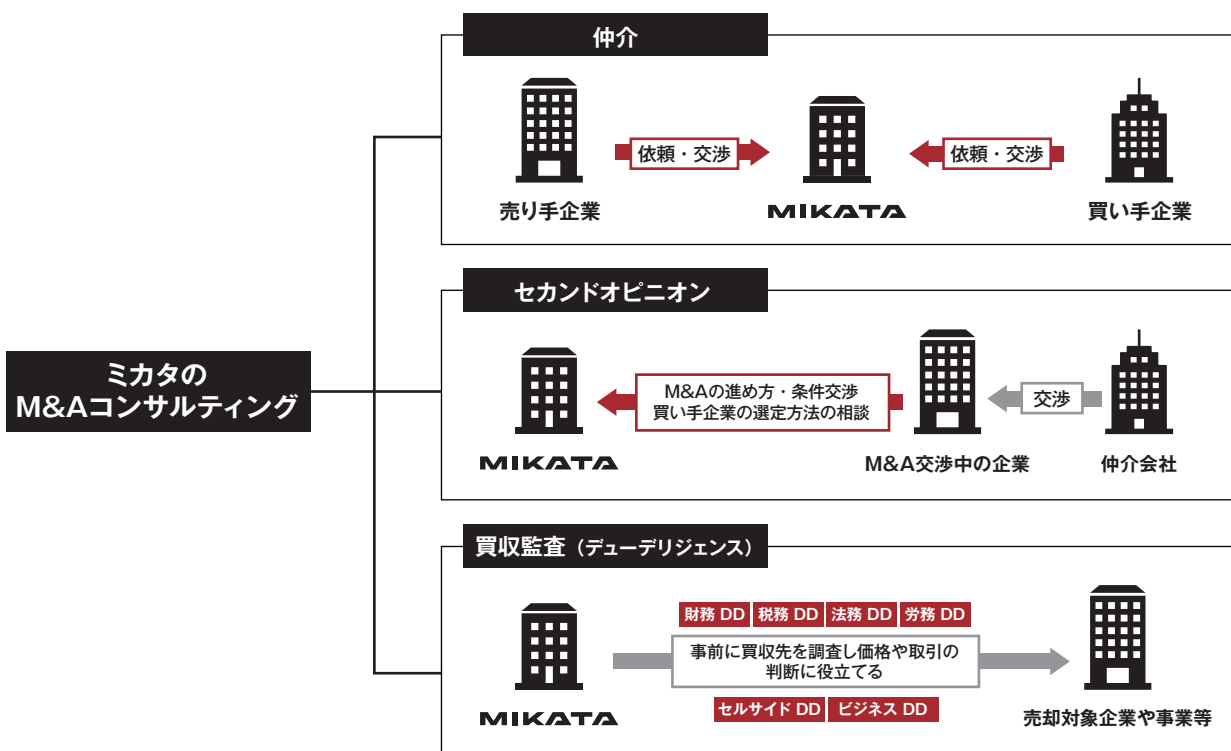 仲介
依頼・交渉
依頼・交渉
売り手企業
MIKATA
買い手企業
ミカタの
M&Aコンサルティング
セカンドオピニオン
M&Aの進め方・条件交渉
買い手企業の選定方法の相談
交渉
MIKATA
M&A交渉中の企業
仲介会社
買収監査(デューデリジェンス)
財務 DD 税務 DD 法務 DD 労務 DD
事前に買収先を調査し価格や取引の
判断に役立てる
セルサイド DD ビジネス DD
MIKATA
売却対象企業や事業等